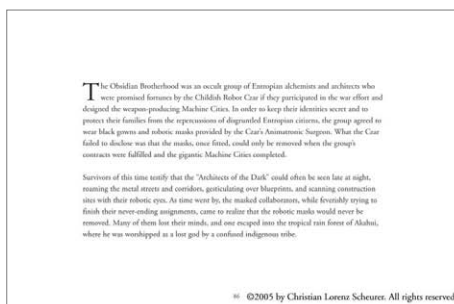 The Obsidian Brotherhood was an occult group of Entropian alchemists and architects who
were promised fortunes by the Childish Robot Czar if they participated in the war effort and
designed the weapon-producing Machine Cities. In order to keep their identities secret and to
protect their families from the repercussions of disgruntled Entropian citizens, the group agreed to
wear black gowns and robotic masks provided by the Czar's Animatronic Surgeon. What the Czar
failed to disclose was that the masks, once fitted, could only be removed when the group's
contracts were fulfilled and the gigantic Machine Cities completed.
Survivors of this time testify that the "Architects of the Dark" could often be seen late at night,
roaming the metal streets and corridors, gesticulating over blueprints, and scanning construction
sites with their robotic eyes. As time went by, the masked collaborators, while feverishly trying to
finish their never-ending assignments, came to realize that the robotic masks would never be
removed. Many of them lost their minds, and one escaped into the tropical rain forest of Akahui,
where he was worshipped as a lost god by a confused indigenous tribe.
86 ©2005 by Christian Lorenz Scheurer. All rights reserved